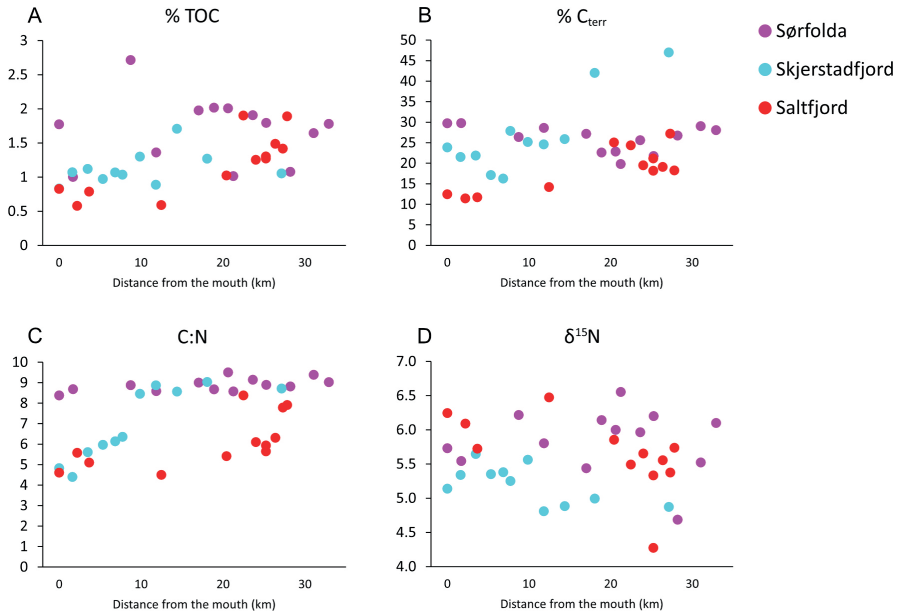 A
% TOC
3
2.5
2
1.5
1
0.5
0
0 10 20 30
Distance from the mouth (km)
B
% Cterr
50
45
40
35
30
25
20
15
10
5
0
0 10 20 30
Distance from the mouth (km)
Sørfolda
Skjerstadfjord
Saltfjord
C
C:N
10
9
8
7
6
5
4
3
2
1
0
0 10 20 30
Distance from the mouth (km)
D
δ¹⁵N
7.0
6.5
6.0
5.5
5.0
4.5
4.0
0 10 20 30
Distance from the mouth (km)